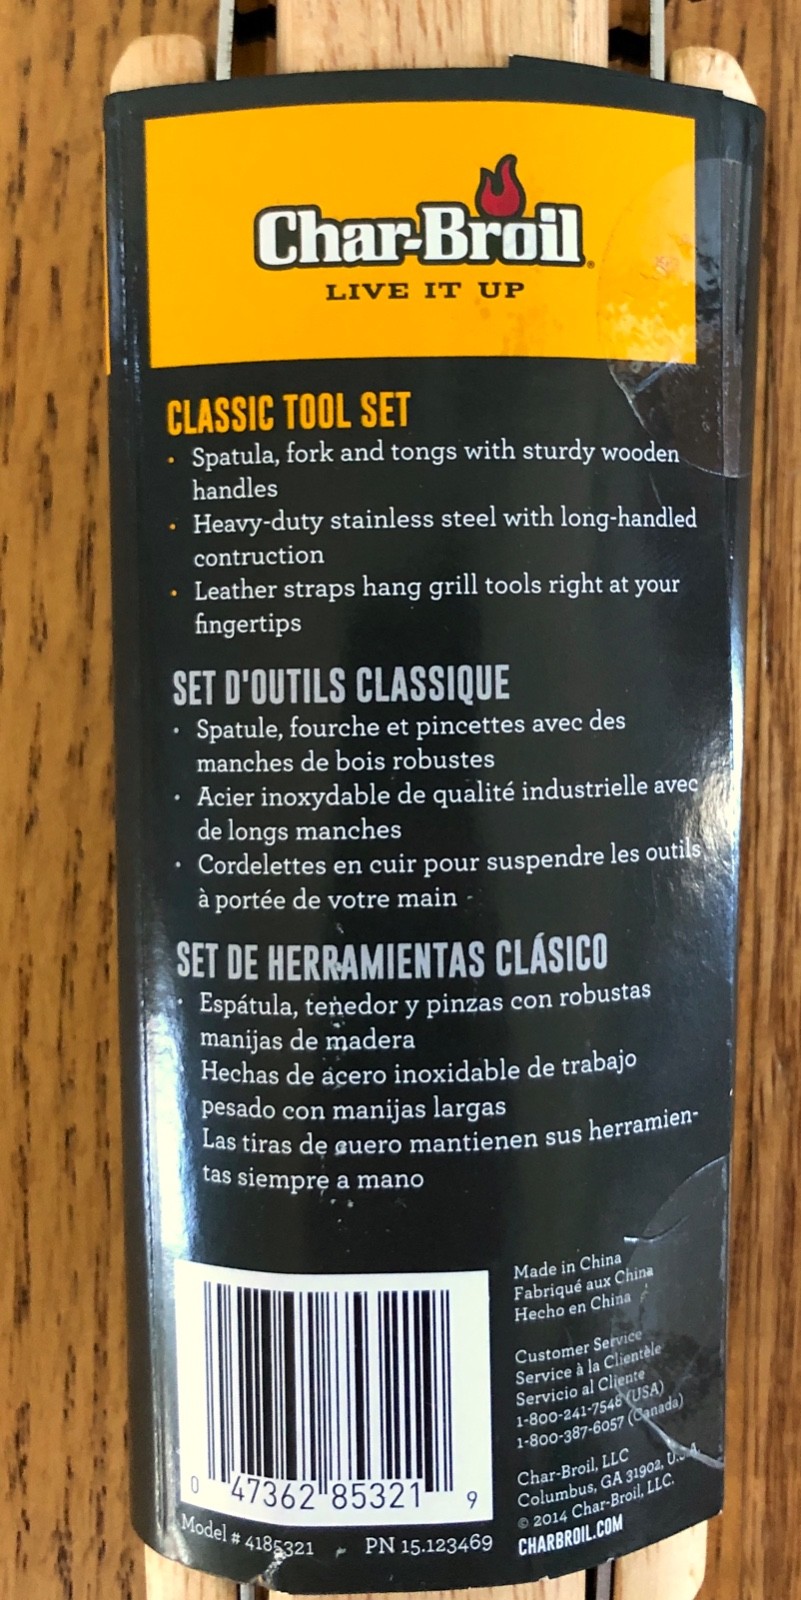 Char-Broil®
LIVE IT UP
CLASSIC TOOL SET
• Spatula, fork and tongs with sturdy wooden
handles
• Heavy-duty stainless steel with long-handled
contruction
• Leather straps hang grill tools right at your
fingertips
SET D'OUTILS CLASSIQUE
• Spatule, fourche et pincettes avec des
manches de bois robustes
• Acier inoxydable de qualité industrielle avec
de longs manches
• Cordelettes en cuir pour suspendre les outils
à portée de votre main
SET DE HERRAMIENTAS CLÁSICO
• Espátula, tenedor y pinzas con robustas
manijas de madera
Hechas de acero inoxidable de trabajo
pesado con manijas largas
Las tiras de cuero mantienen sus herramien-
tas siempre a mano
Made in China
Fabriqué aux China
Hecho en China
Customer Service
Service à la Clientèle
Servicio al Cliente
1-800-241-7548 (USA)
1-800-387-6057 (Canada)
Char-Broil, LLC
Columbus, GA 31902, U.S.A.
© 2014 Char-Broil, LLC.
CHARBROIL.COM
0 47362 85321 9
Model # 4185321 PN 15.123469